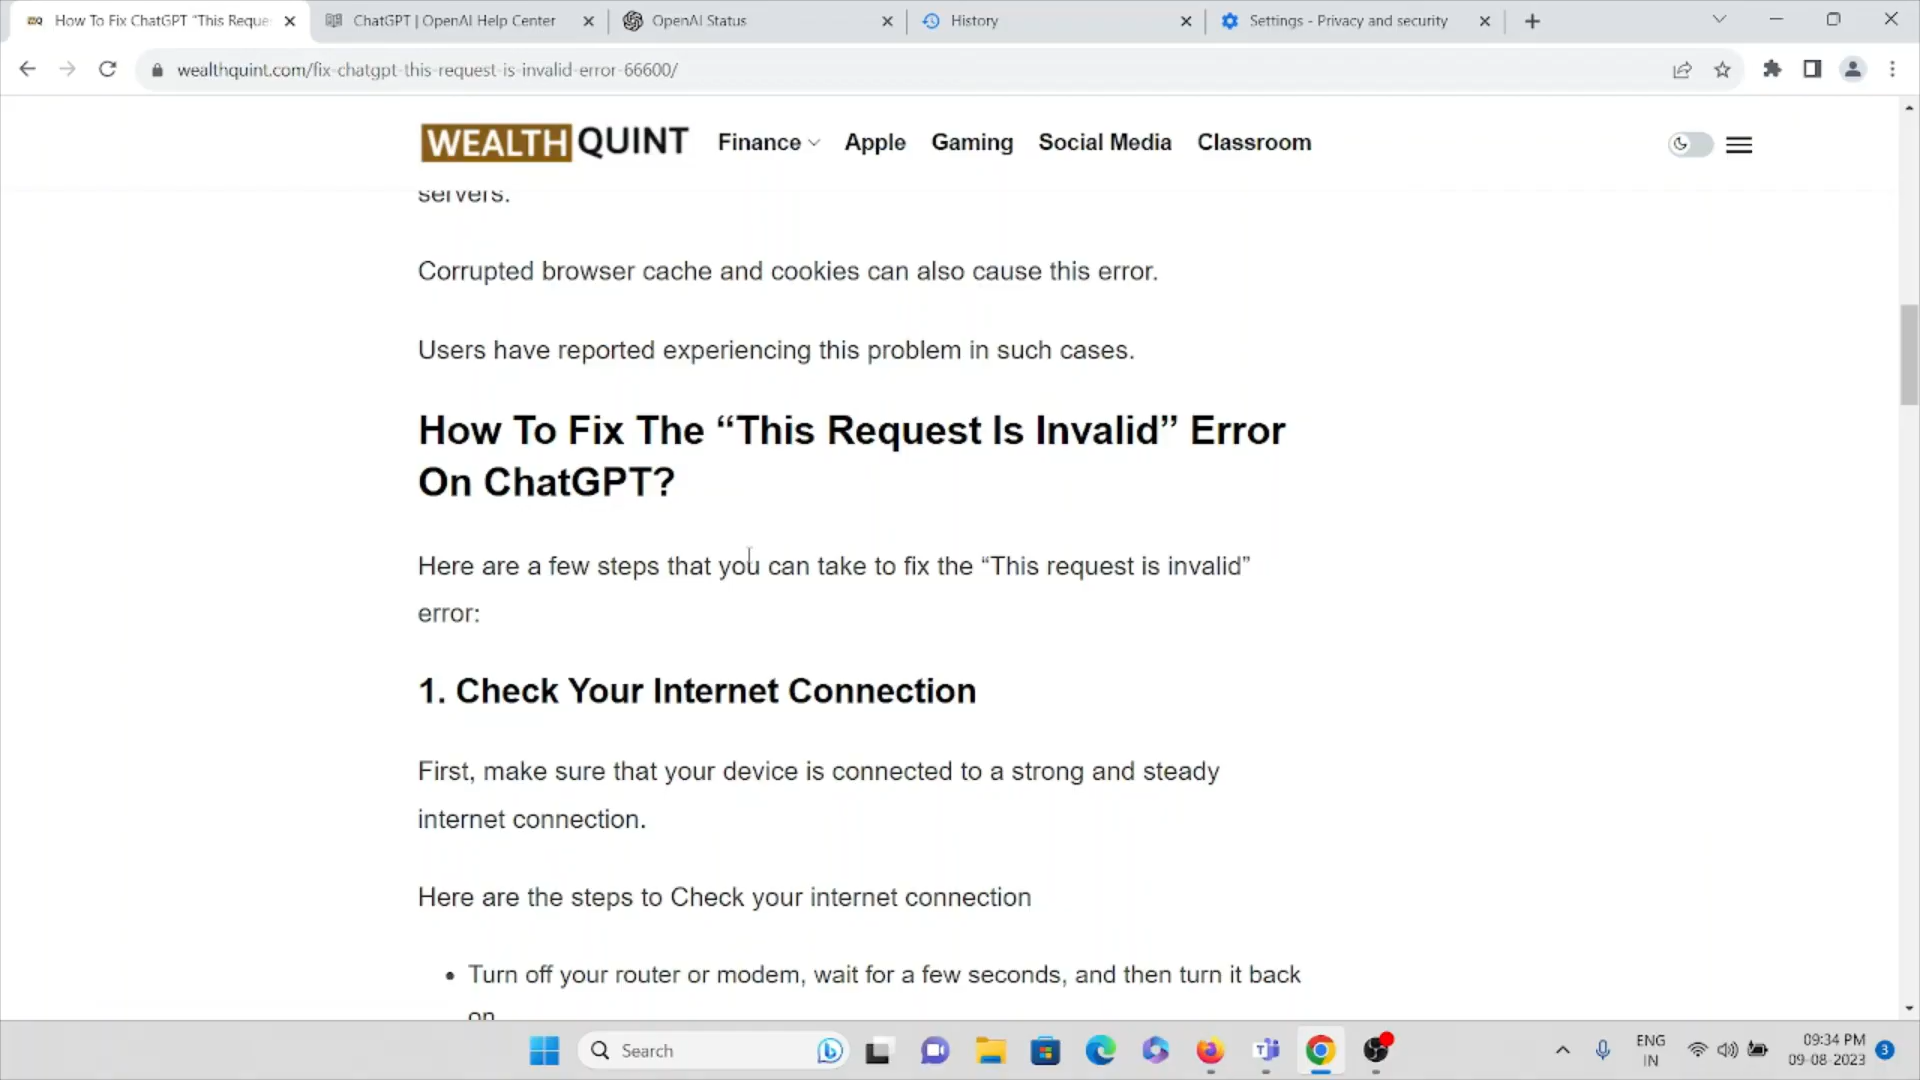 How To Fix ChatGPT “This Reque
ChatGPT | OpenAI Help Center
OpenAI Status
History
Settings - Privacy and security
wealthquint.com/fix-chatgpt-this-request-is-invalid-error-66600/
WEALTH QUINT
Finance
Apple
Gaming
Social Media
Classroom
servers.
Corrupted browser cache and cookies can also cause this error.
Users have reported experiencing this problem in such cases.
How To Fix The “This Request Is Invalid” Error
On ChatGPT?
Here are a few steps that you can take to fix the “This request is invalid”
error:
1. Check Your Internet Connection
First, make sure that your device is connected to a strong and steady
internet connection.
Here are the steps to Check your internet connection
• Turn off your router or modem, wait for a few seconds, and then turn it back
on
Search
ENG
IN
09:34 PM
09-08-2023
3